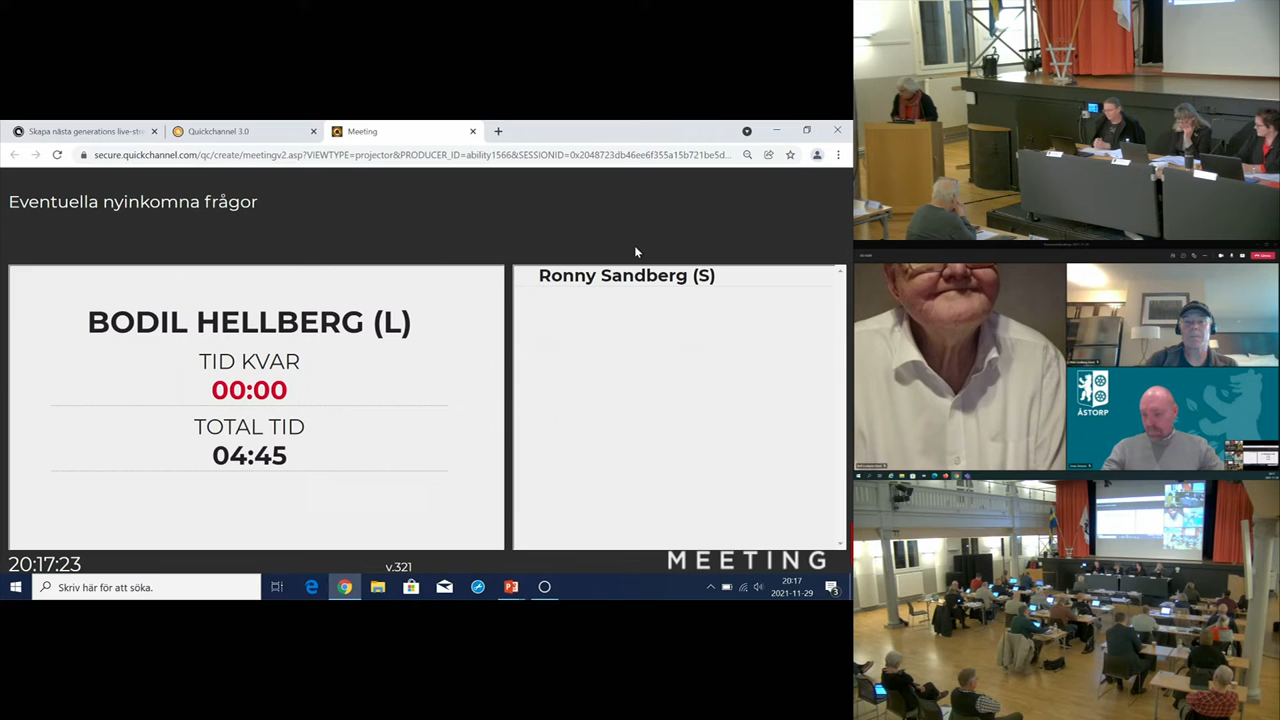 Skapa nästa generations live-stre
Quickchannel 3.0
Meeting
secure.quickchannel.com/qc/create/meetingv2.asp?VIEWTYPE=projector&PRODUCER_ID=ability1566&SESSIONID=0x2048723db46ee6f355a15b721be5d...
Eventuella nyinkomna frågor
BODIL HELLBERG (L)
TID KVAR
00:00
TOTAL TID
04:45
Ronny Sandberg (S)
20:17:23
v.321
MEETING
Skriv här för att söka.
20:17
2021-11-29
3
ÅSTORP